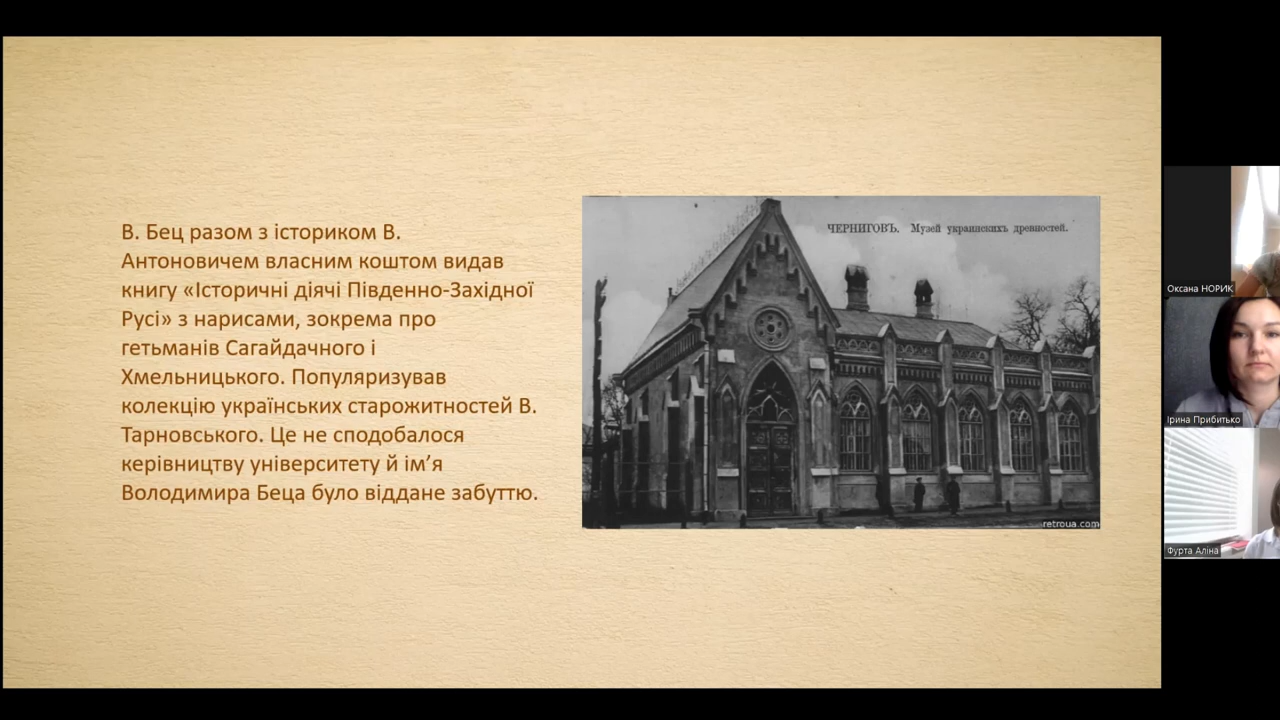 В. Бец разом з істориком В.
Антоновичем власним коштом видав
книгу «Історичні діячі Південно-Західної
Русі» з нарисами, зокрема про
гетьманів Сагайдачного і
Хмельницького. Популяризував
колекцію українських старожитностей В.
Тарновського. Це не сподобалося
керівництву університету й ім’я
Володимира Беца було віддане забуттю.
ЧЕРНИГОВЪ. Музей украинскихъ древностей.
retroua.com
Оксана НОРИК
Ірина Прибитько
Фурта Аліна